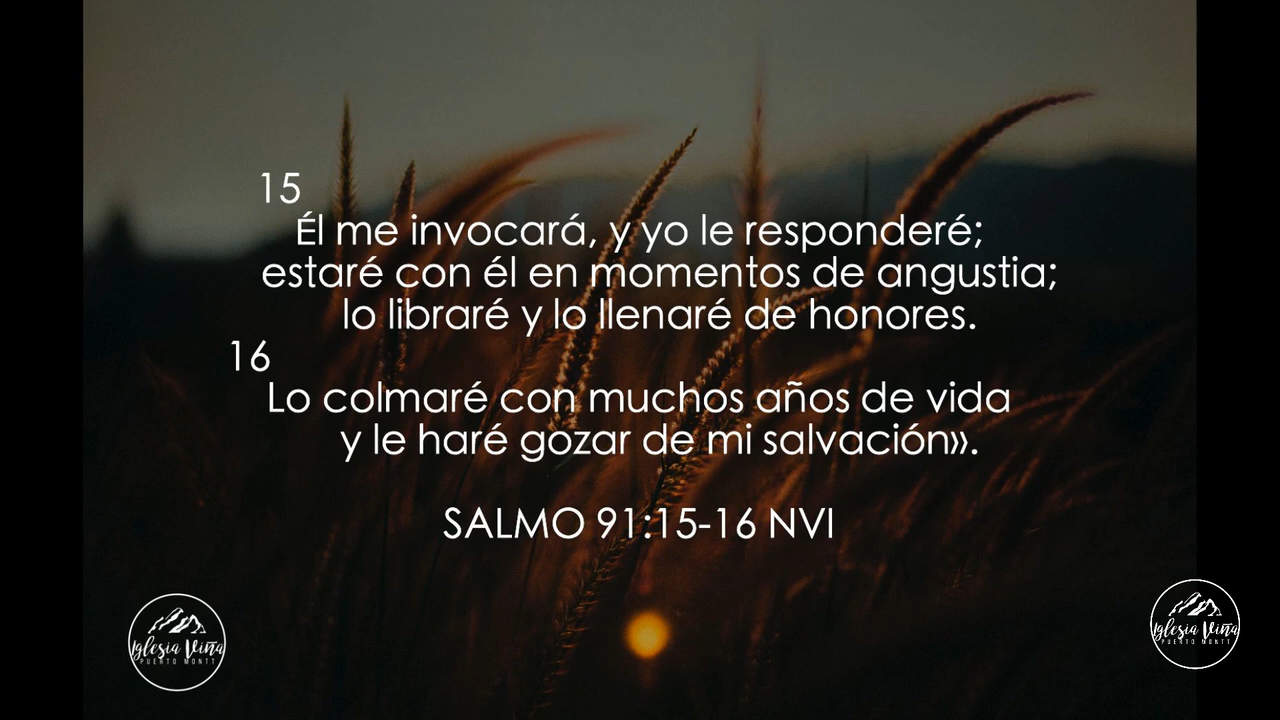 15
Él me invocará, y yo le responderé;
estaré con él en momentos de angustia;
lo libraré y lo llenaré de honores.
16
Lo colmaré con muchos años de vida
y le haré gozar de mi salvación».
SALMO 91:15-16 NVI
Iglesia Viña
PUERTO MONTT
Iglesia Viña
PUERTO MONTT